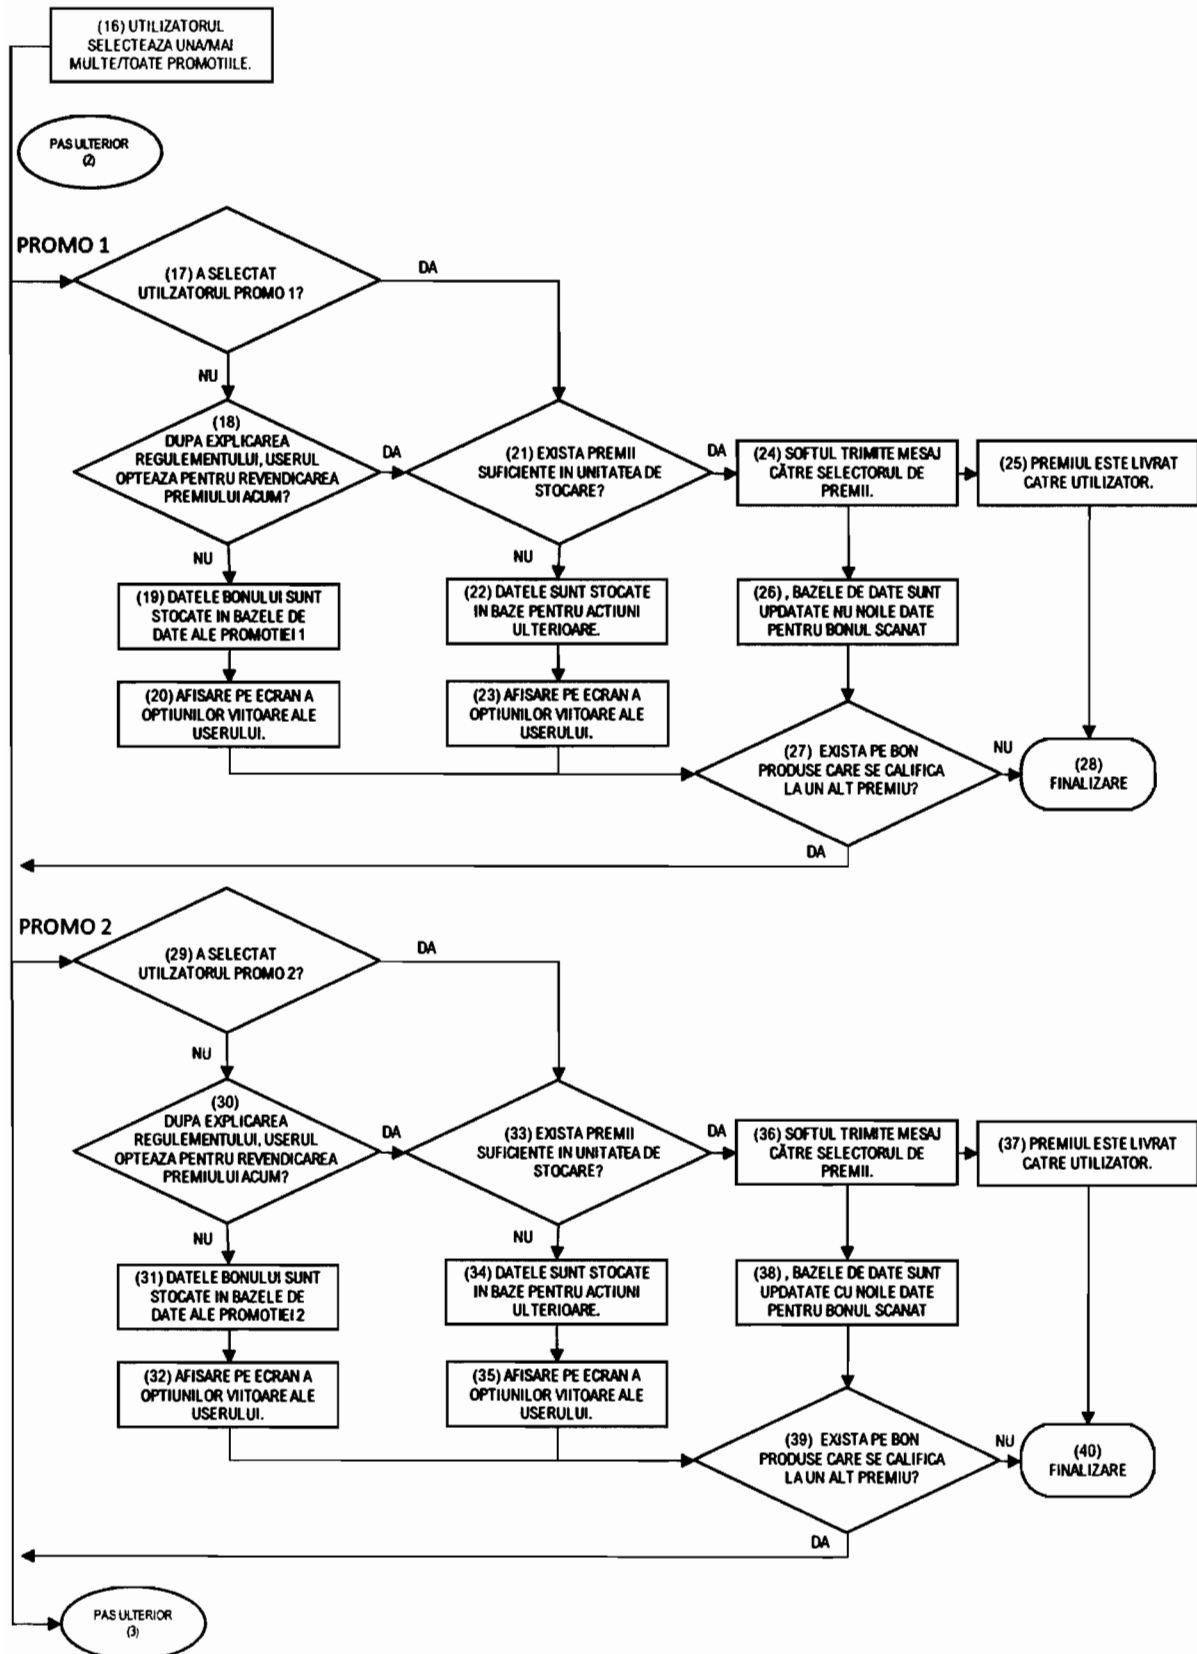 (16) UTILIZATORUL
SELECTEAZA UNA/MAI
MULTE/TOATE PROMOTIILE.
PAS ULTERIOR
(2)
PROMO 1
(17) A SELECTAT
UTILZATORUL PROMO 1?
DA
NU
(18)
DUPA EXPLICAREA
REGULEMENTULUI, USERUL
OPTEAZA PENTRU REVENDICAREA
PREMIULUI ACUM?
DA
(21) EXISTA PREMII
SUFICIENTE IN UNITATEA DE
STOCARE?
DA
(24) SOFTUL TRIMITE MESAJ
CĂTRE SELECTORUL DE
PREMII.
(25) PREMIUL ESTE LIVRAT
CATRE UTILIZATOR.
NU
NU
(19) DATELE BONULUI SUNT
STOCATE IN BAZELE DE
DATE ALE PROMOTIEI 1
(22) DATELE SUNT STOCATE
IN BAZE PENTRU ACTIUNI
ULTERIOARE.
(26) , BAZELE DE DATE SUNT
UPDATATE NU NOILE DATE
PENTRU BONUL SCANAT
(20) AFISARE PE ECRAN A
OPTIUNILOR VIITOARE ALE
USERULUI.
(23) AFISARE PE ECRAN A
OPTIUNILOR VIITOARE ALE
USERULUI.
(27) EXISTA PE BON
PRODUSE CARE SE CALIFICA
LA UN ALT PREMIU?
NU
(28)
FINALIZARE
DA
PROMO 2
(29) A SELECTAT
UTILZATORUL PROMO 2?
DA
NU
(30)
DUPA EXPLICAREA
REGULEMENTULUI, USERUL
OPTEAZA PENTRU REVENDICAREA
PREMIULUI ACUM?
DA
(33) EXISTA PREMII
SUFICIENTE IN UNITATEA DE
STOCARE?
DA
(36) SOFTUL TRIMITE MESAJ
CĂTRE SELECTORUL DE
PREMII.
(37) PREMIUL ESTE LIVRAT
CATRE UTILIZATOR.
NU
NU
(31) DATELE BONULUI SUNT
STOCATE IN BAZELE DE
DATE ALE PROMOTIEI 2
(34) DATELE SUNT STOCATE
IN BAZE PENTRU ACTIUNI
ULTERIOARE.
(38) , BAZELE DE DATE SUNT
UPDATATE CU NOILE DATE
PENTRU BONUL SCANAT
(32) AFISARE PE ECRAN A
OPTIUNILOR VIITOARE ALE
USERULUI.
(35) AFISARE PE ECRAN A
OPTIUNILOR VIITOARE ALE
USERULUI.
(39) EXISTA PE BON
PRODUSE CARE SE CALIFICA
LA UN ALT PREMIU?
NU
(40)
FINALIZARE
DA
PAS ULTERIOR
(3)